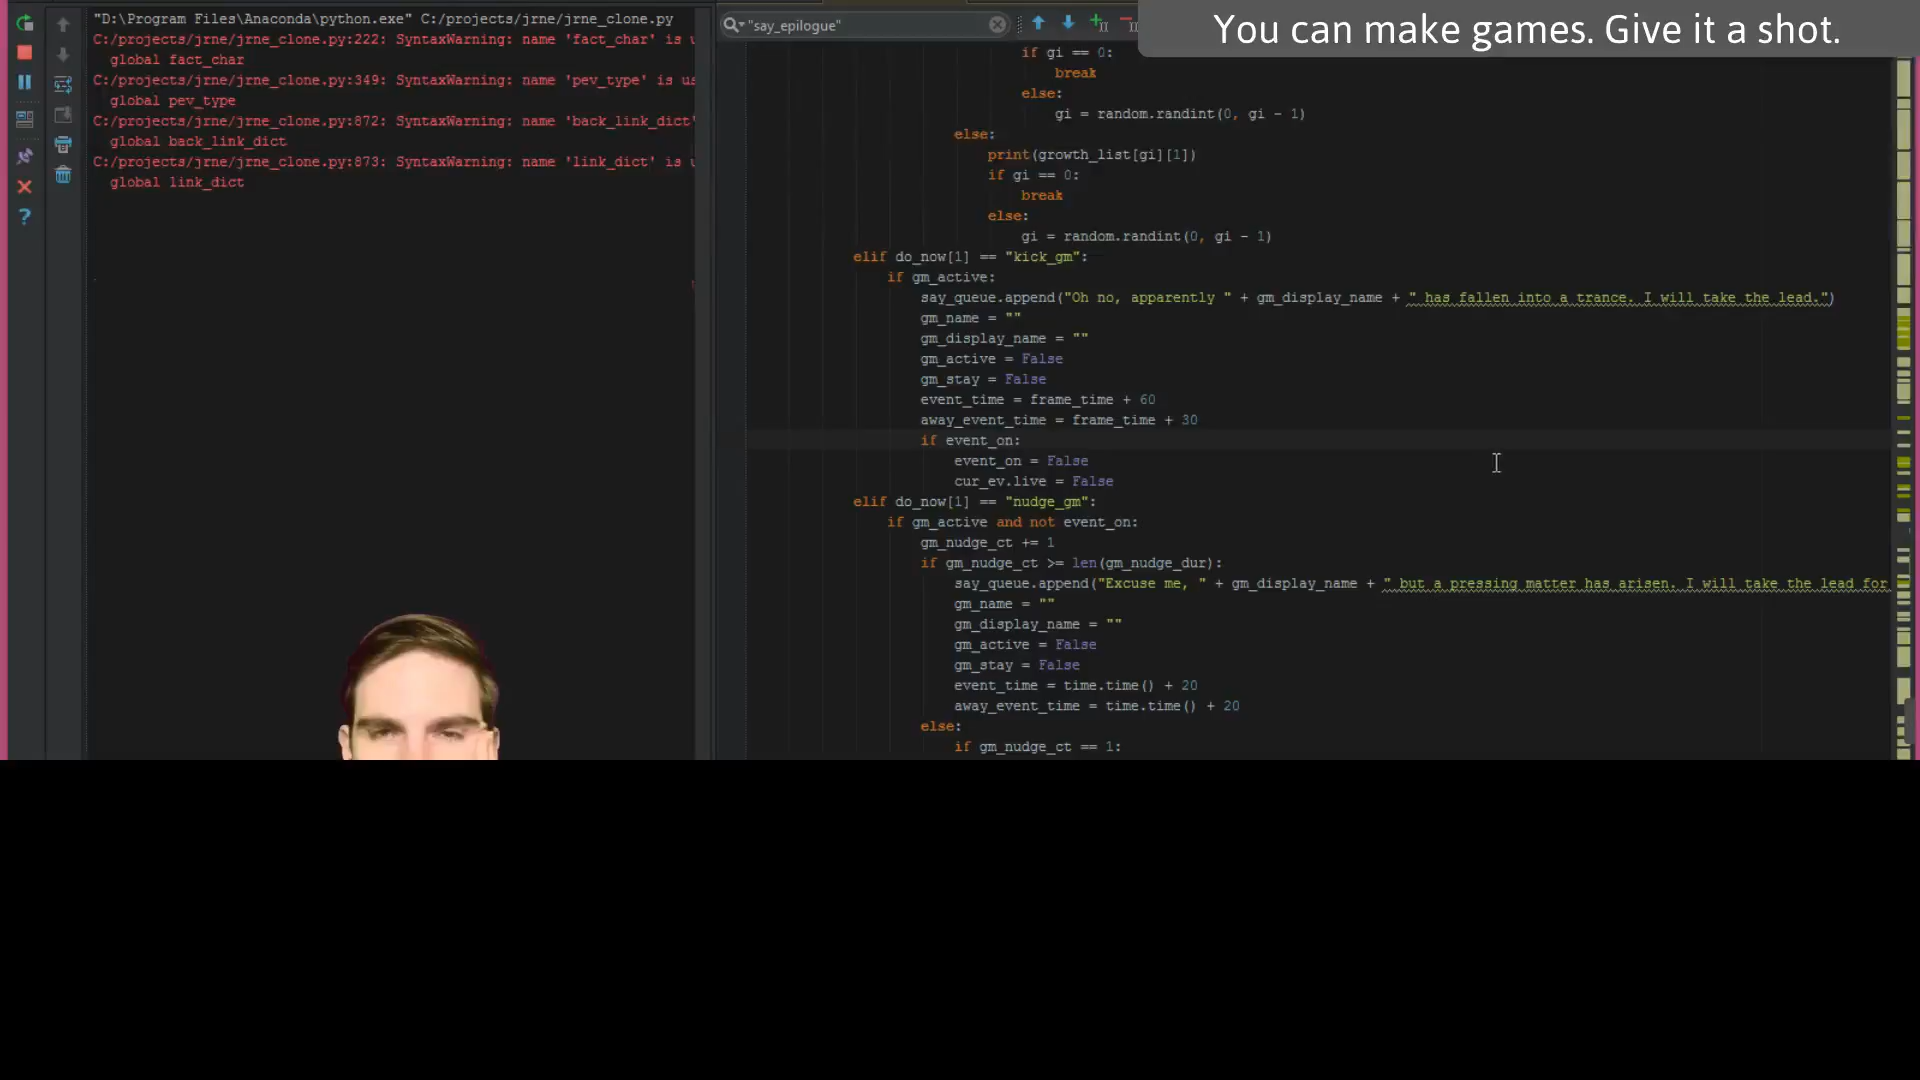 "D:\Program Files\Anaconda\python.exe" C:/projects/jrne/jrne_clone.py
C:/projects/jrne/jrne_clone.py:222: SyntaxWarning: name 'fact_char' is u
global fact_char
C:/projects/jrne/jrne_clone.py:349: SyntaxWarning: name 'pev_type' is us
global pev_type
C:/projects/jrne/jrne_clone.py:872: SyntaxWarning: name 'back_link_dict'
global back_link_dict
C:/projects/jrne/jrne_clone.py:873: SyntaxWarning: name 'link_dict' is u
global link_dict
"say_epilogue"
You can make games. Give it a shot.
if gi == 0:
break
else:
gi = random.randint(0, gi - 1)
else:
print(growth_list[gi][1])
if gi == 0:
break
else:
gi = random.randint(0, gi - 1)
elif do_now[1] == "kick_gm":
if gm_active:
say_queue.append("Oh no, apparently " + gm_display_name + " has fallen into a trance. I will take the lead.")
gm_name = ""
gm_display_name = ""
gm_active = False
gm_stay = False
event_time = frame_time + 60
away_event_time = frame_time + 30
if event_on:
event_on = False
cur_ev.live = False
elif do_now[1] == "nudge_gm":
if gm_active and not event_on:
gm_nudge_ct += 1
if gm_nudge_ct >= len(gm_nudge_dur):
say_queue.append("Excuse me, " + gm_display_name + " but a pressing matter has arisen. I will take the lead for
gm_name = ""
gm_display_name = ""
gm_active = False
gm_stay = False
event_time = time.time() + 20
away_event_time = time.time() + 20
else:
if gm_nudge_ct == 1: